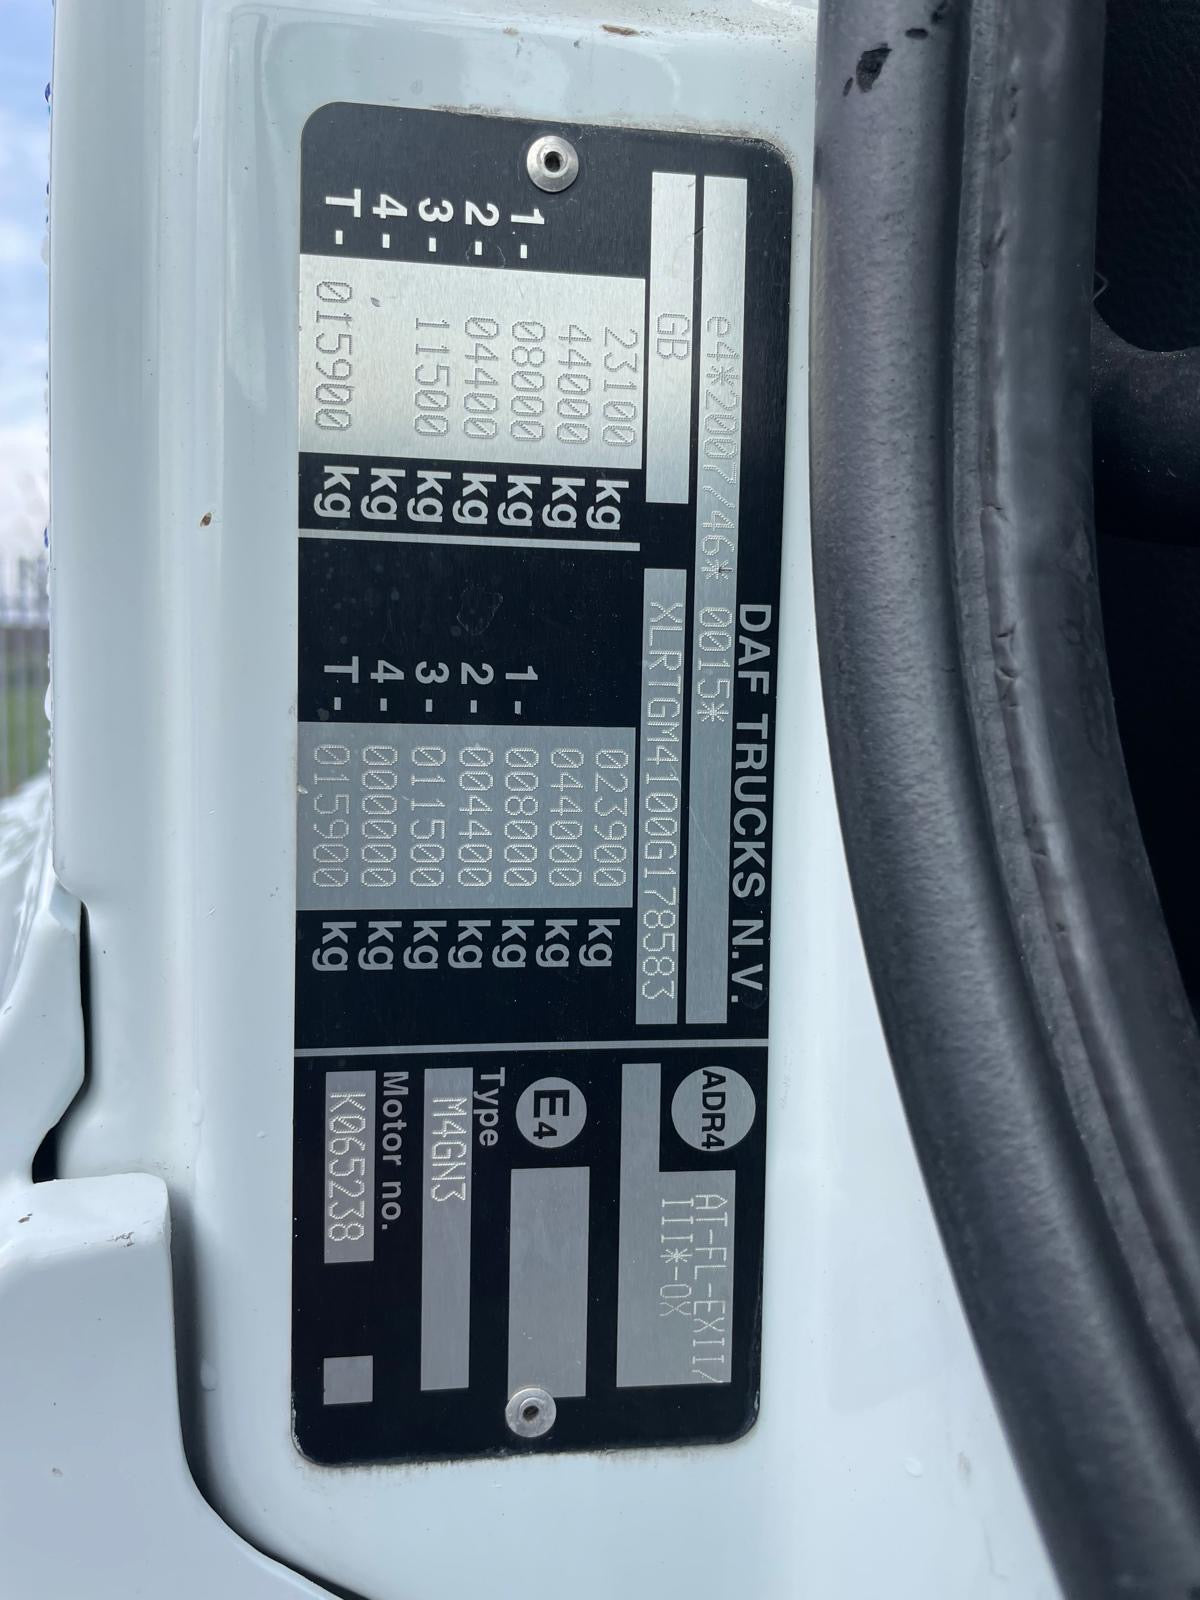 DAF TRUCKS N.V.
e4*2007/46* 0015*
GB
XLRTGM4100G178583
23100 kg
44000 kg
1- 08000 kg
2- 04400 kg
3- 11500 kg
4- kg
T- 015900 kg
023900 kg
044000 kg
1- 008000 kg
2- 004400 kg
3- 011500 kg
4- 000000 kg
T- 015900 kg
ADR4
AT-FL-EXII/
III*-OX
E4
Type
M4GN3
Motor no.
K065238